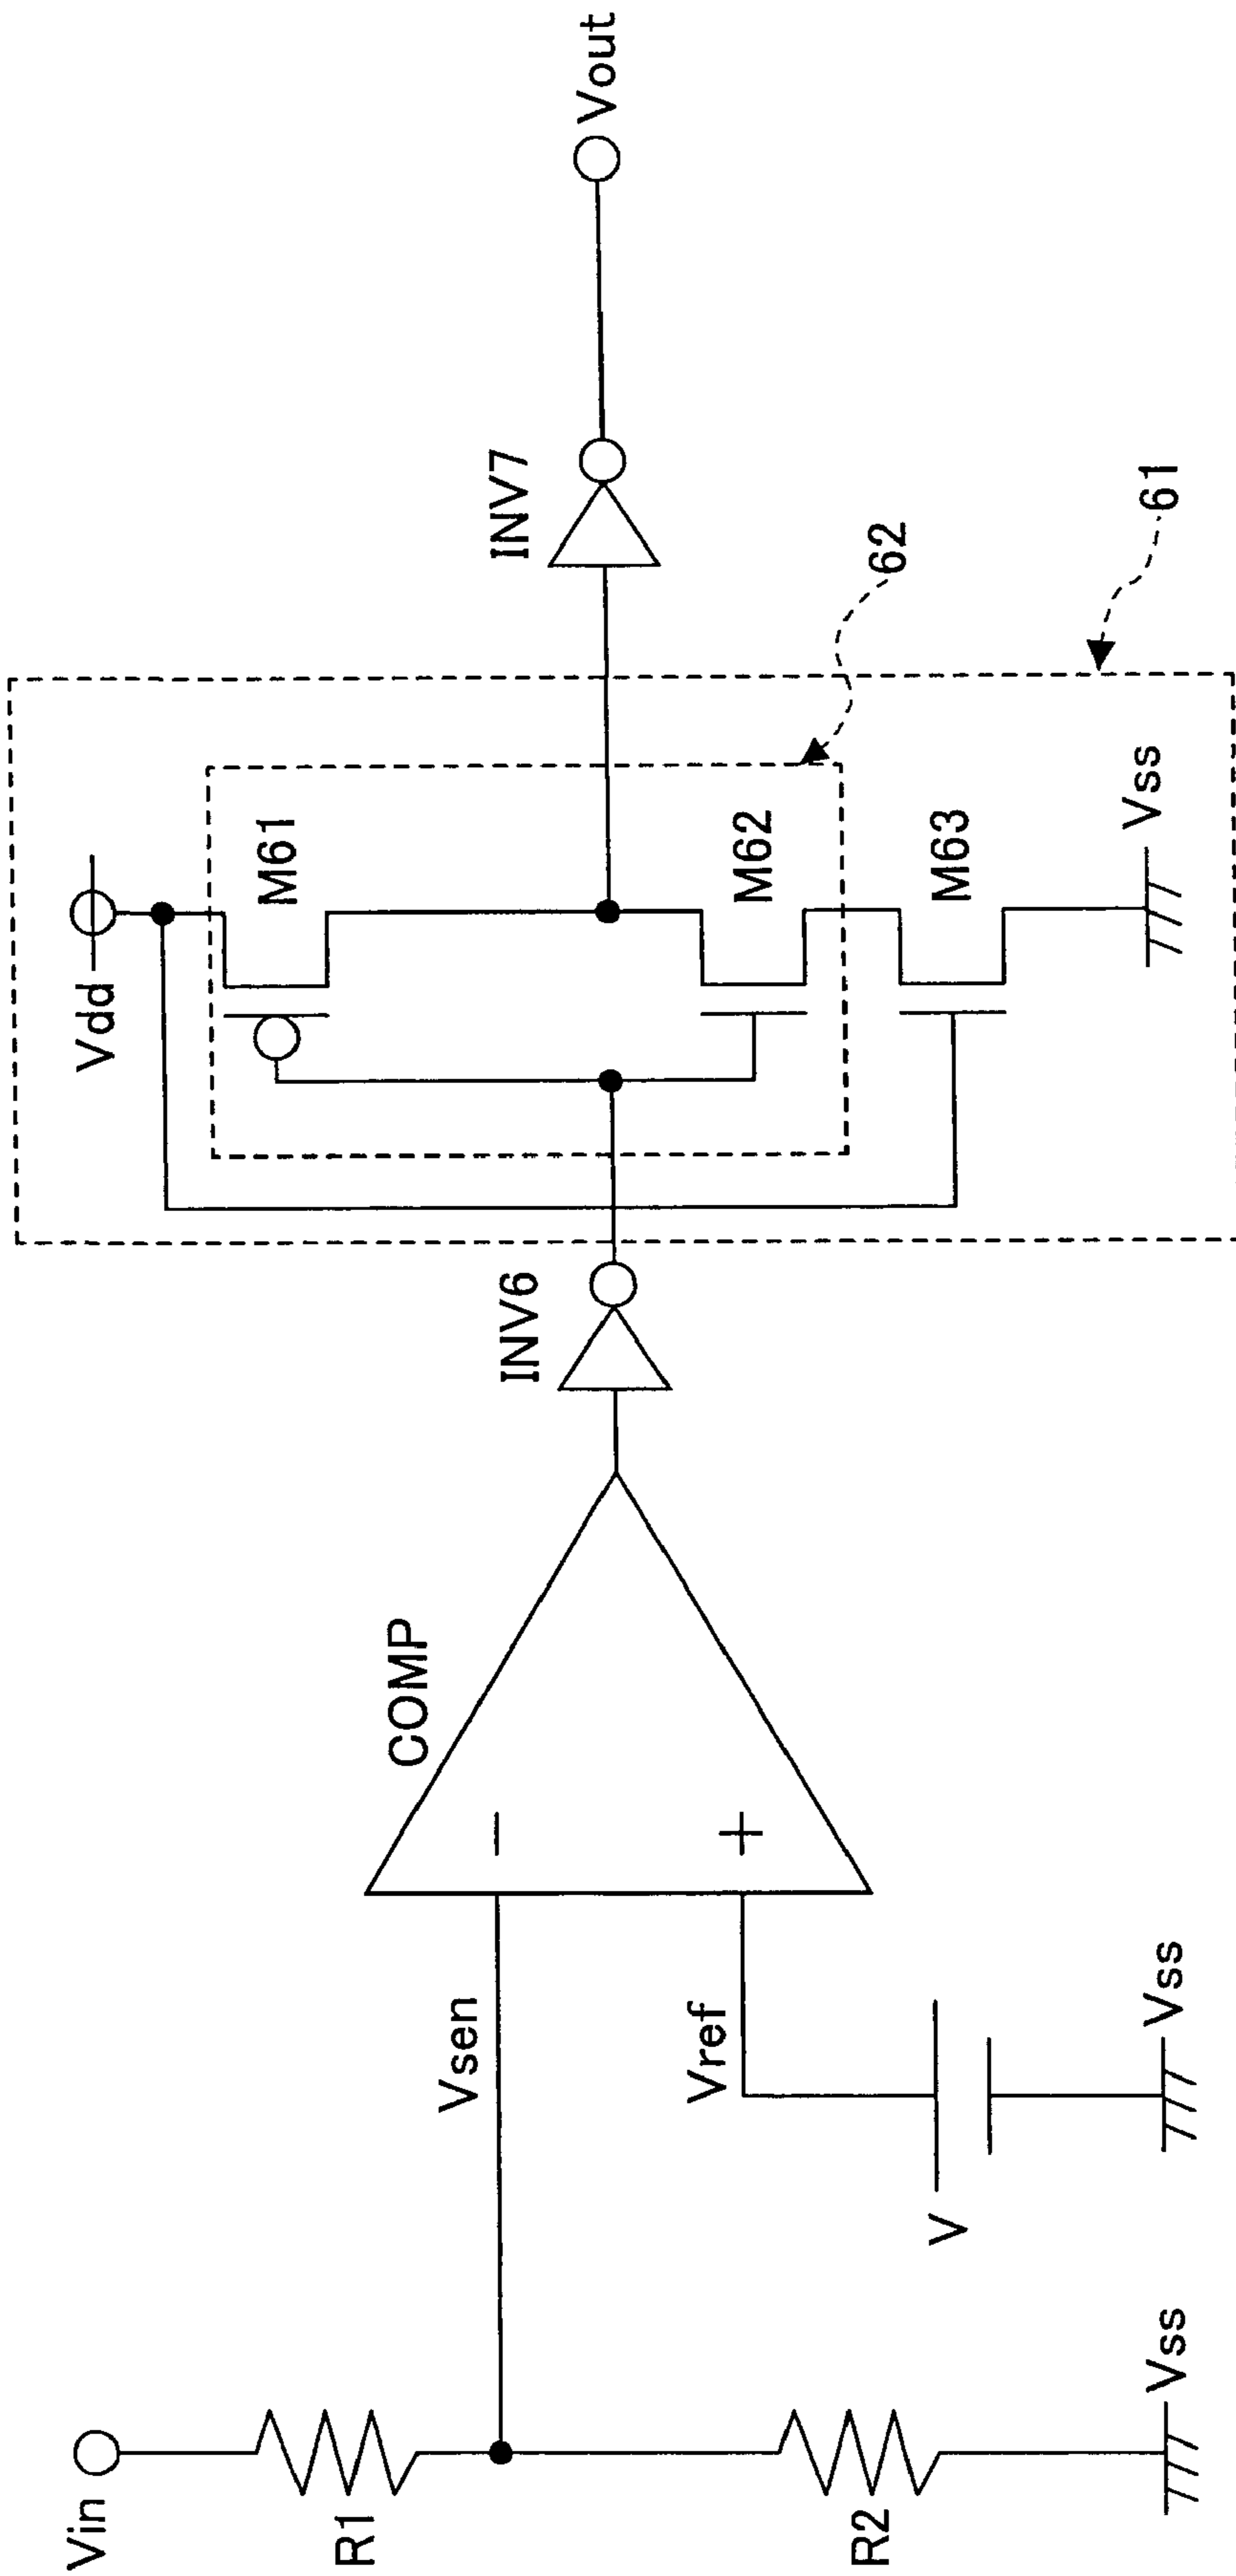 Vin
R1
R2
Vss
Vsen
Vref
V
Vss
COMP
−
+
INV6
Vdd
M61
M62
M63
Vss
62
61
INV7
Vout